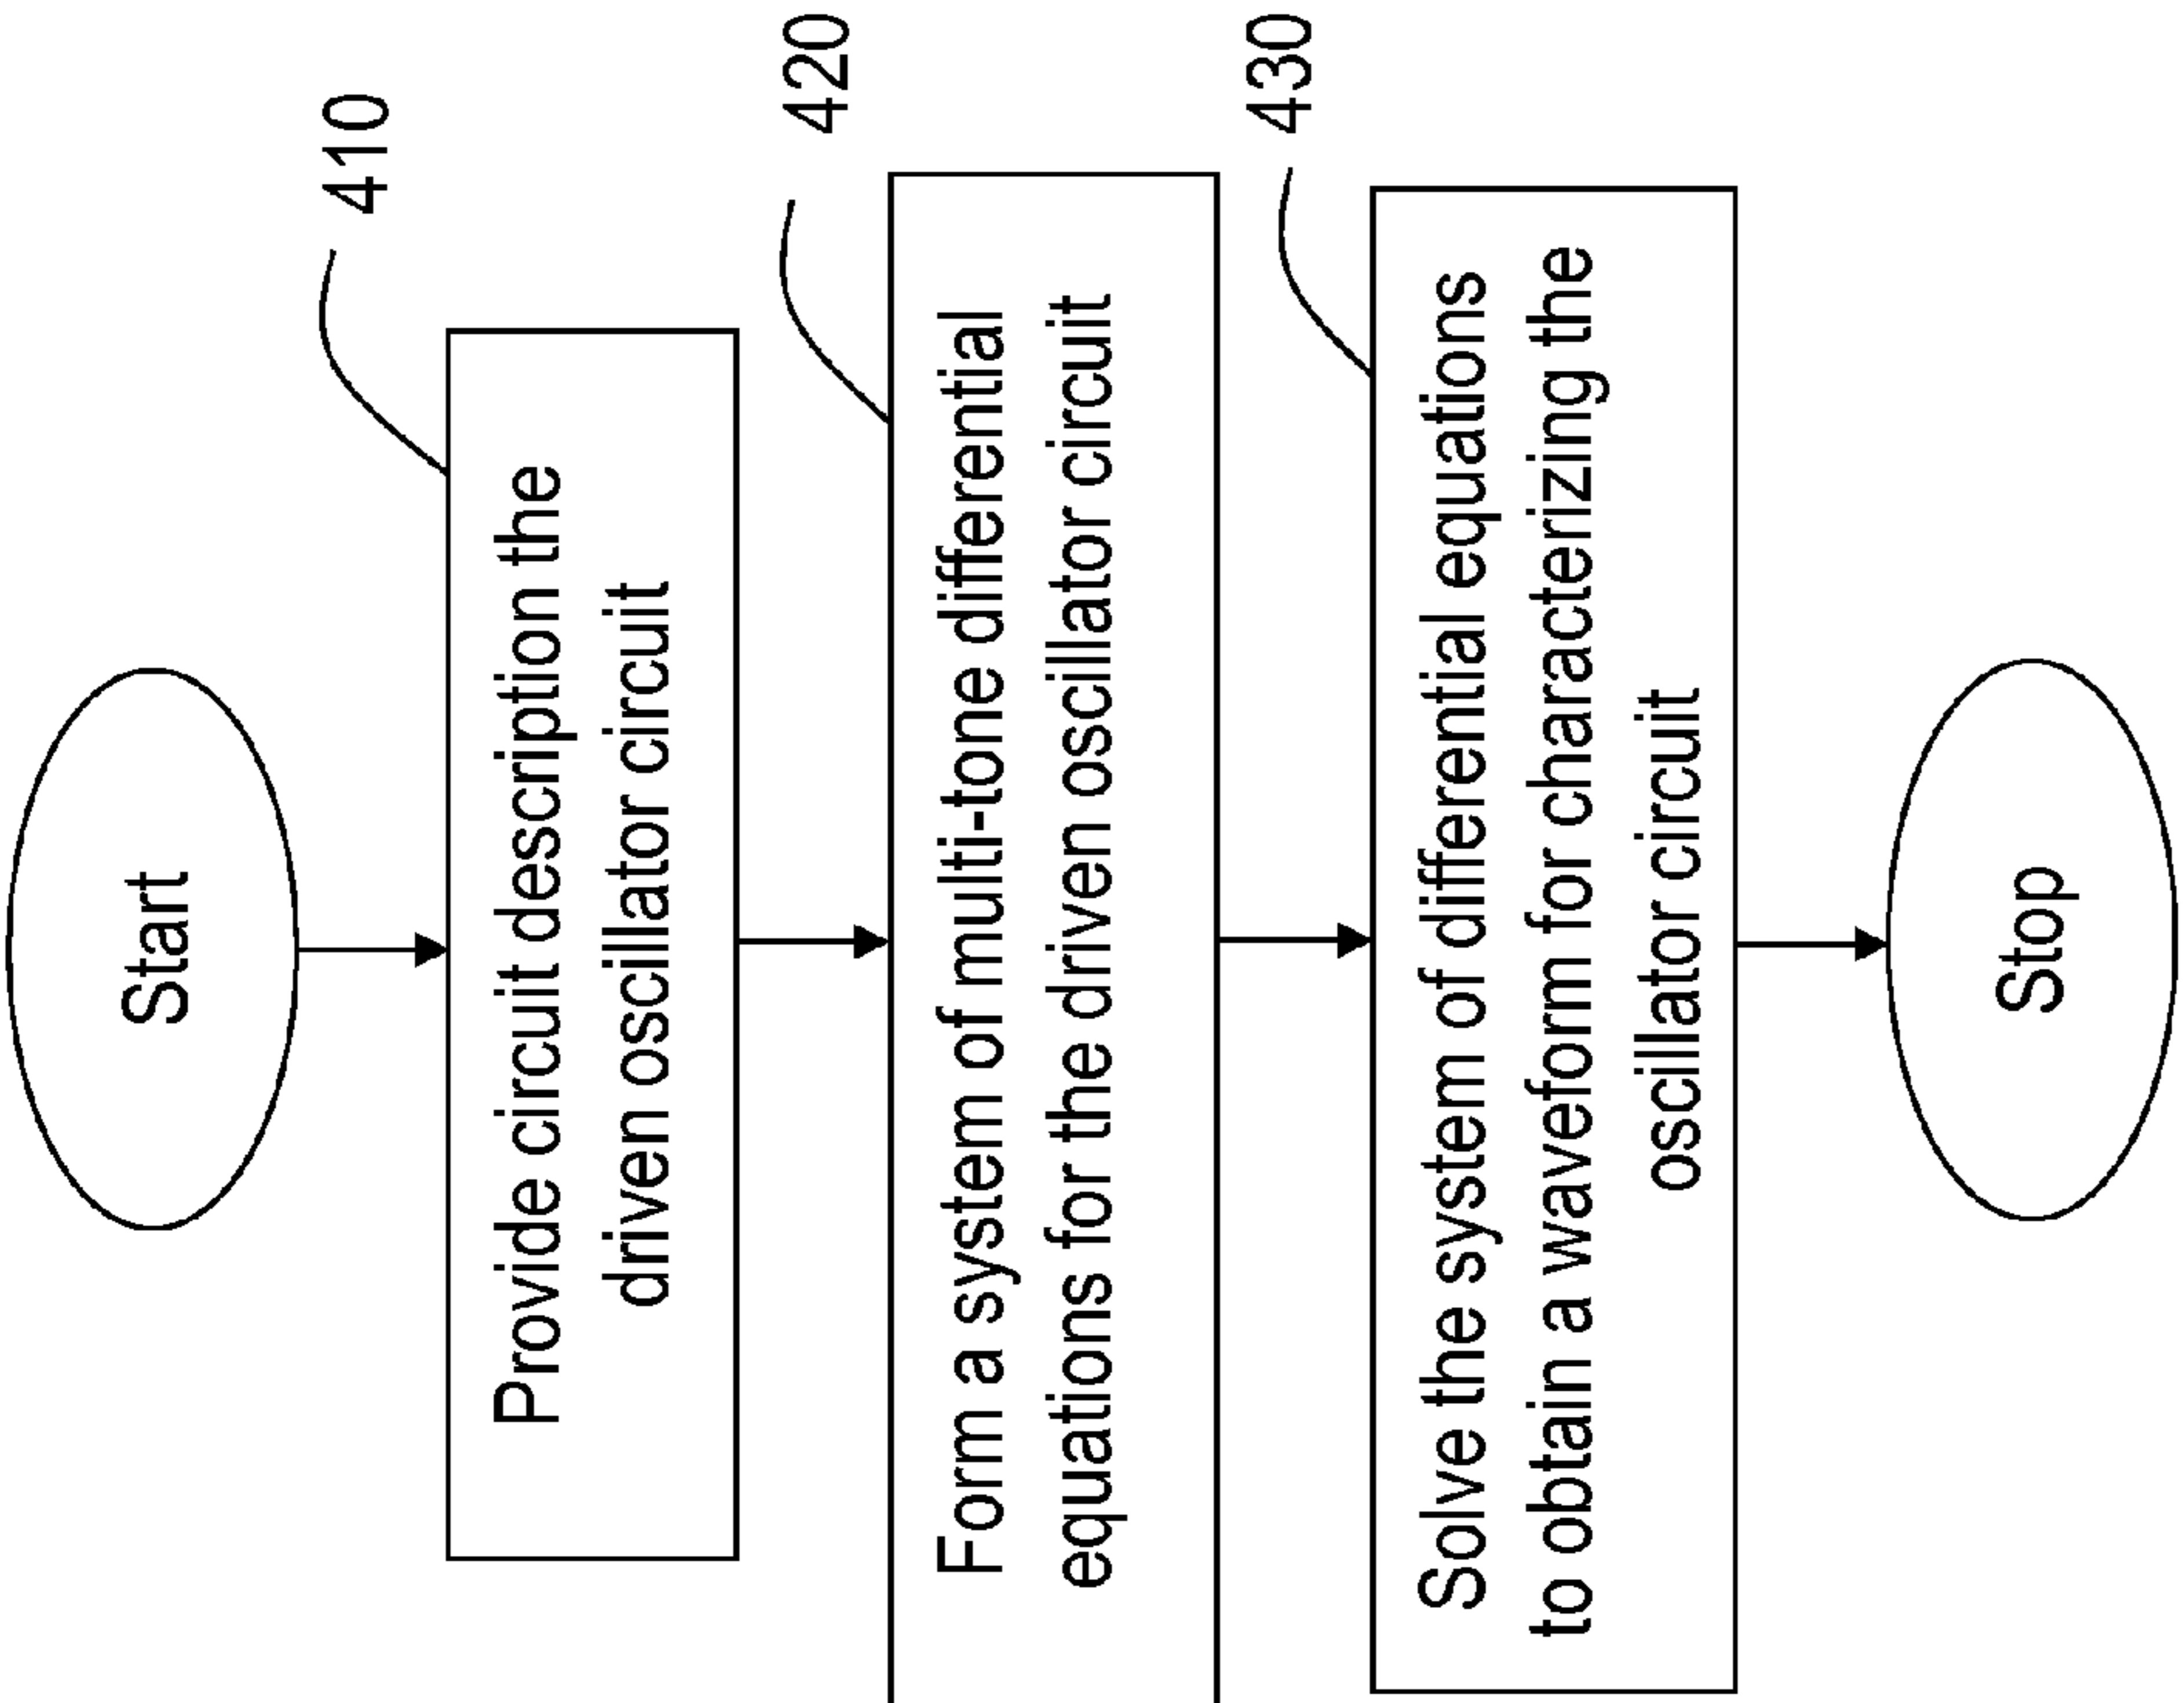 Start
410
Provide circuit description the
driven oscillator circuit
420
Form a system of multi-tone differential
equations for the driven oscillator circuit
430
Solve the system of differential equations
to obtain a waveform for characterizing the
oscillator circuit
Stop